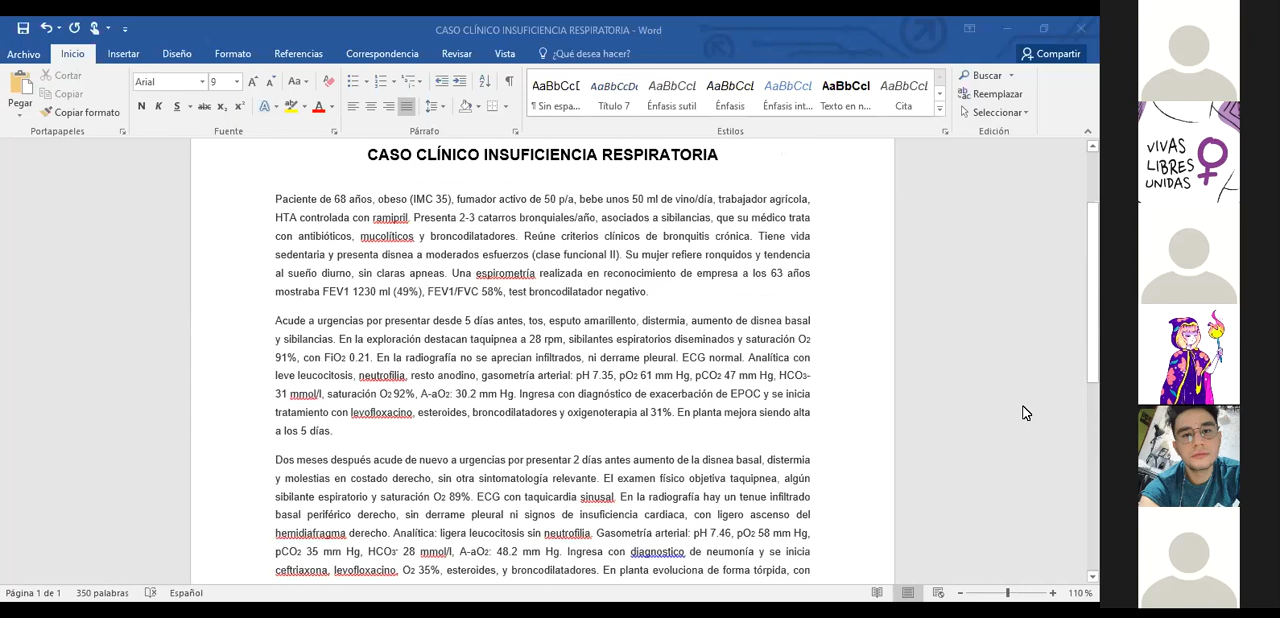 CASO CLÍNICO INSUFICIENCIA RESPIRATORIA - Word
Archivo Inicio Insertar Diseño Formato Referencias Correspondencia Revisar Vista ¿Qué desea hacer? Compartir
Pegar
Cortar
Copiar
Copiar formato
Portapapeles
Arial 9
N K S abc x₂ x²
Fuente
Párrafo
AaBbCcD AaBbCcDc AaBbCcI AaBbCcI AaBbCcI AaBbCcI AaBbCcI
¶ Sin espa... Título 7 Énfasis sutil Énfasis Énfasis int... Texto en n... Cita
Estilos
Buscar
Reemplazar
Seleccionar
Edición
CASO CLÍNICO INSUFICIENCIA RESPIRATORIA
Paciente de 68 años, obeso (IMC 35), fumador activo de 50 p/a, bebe unos 50 ml de vino/día, trabajador agrícola,
HTA controlada con ramipril. Presenta 2-3 catarros bronquiales/año, asociados a sibilancias, que su médico trata
con antibióticos, mucolíticos y broncodilatadores. Reúne criterios clínicos de bronquitis crónica. Tiene vida
sedentaria y presenta disnea a moderados esfuerzos (clase funcional II). Su mujer refiere ronquidos y tendencia
al sueño diurno, sin claras apneas. Una espirometría realizada en reconocimiento de empresa a los 63 años
mostraba FEV1 1230 ml (49%), FEV1/FVC 58%, test broncodilatador negativo.
Acude a urgencias por presentar desde 5 días antes, tos, esputo amarillento, distermia, aumento de disnea basal
y sibilancias. En la exploración destacan taquipnea a 28 rpm, sibilantes espiratorios diseminados y saturación O2
91%, con FiO2 0.21. En la radiografía no se aprecian infiltrados, ni derrame pleural. ECG normal. Analítica con
leve leucocitosis, neutrofilia, resto anodino, gasometría arterial: pH 7.35, pO2 61 mm Hg, pCO2 47 mm Hg, HCO3-
31 mmol/l, saturación O2 92%, A-aO2: 30.2 mm Hg. Ingresa con diagnóstico de exacerbación de EPOC y se inicia
tratamiento con levofloxacino, esteroides, broncodilatadores y oxigenoterapia al 31%. En planta mejora siendo alta
a los 5 días.
Dos meses después acude de nuevo a urgencias por presentar 2 días antes aumento de la disnea basal, distermia
y molestias en costado derecho, sin otra sintomatología relevante. El examen físico objetiva taquipnea, algún
sibilante espiratorio y saturación O2 89%. ECG con taquicardia sinusal. En la radiografía hay un tenue infiltrado
basal periférico derecho, sin derrame pleural ni signos de insuficiencia cardiaca, con ligero ascenso del
hemidiafragma derecho. Analítica: ligera leucocitosis sin neutrofilia. Gasometría arterial: pH 7.46, pO2 58 mm Hg,
pCO2 35 mm Hg, HCO3- 28 mmol/l, A-aO2: 48.2 mm Hg. Ingresa con diagnostico de neumonía y se inicia
ceftriaxona, levofloxacino, O2 35%, esteroides, y broncodilatadores. En planta evoluciona de forma tórpida, con
Página 1 de 1 350 palabras Español 110 %
VIVAS
LIBRES
UNIDAS